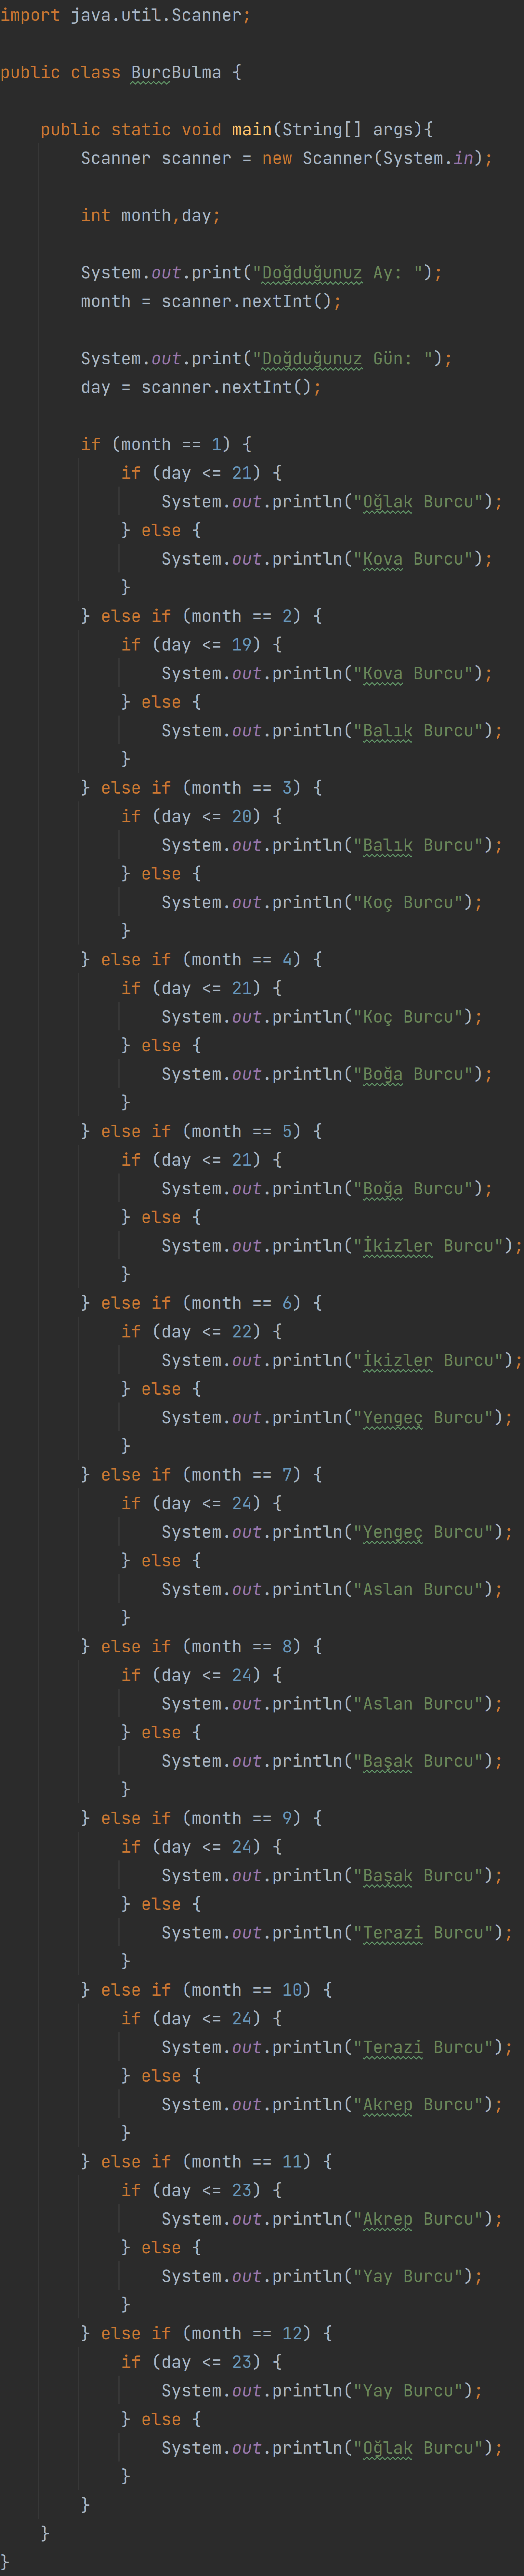 import java.util.Scanner;
public class BurcBulma {
public static void main(String[] args){
Scanner scanner = new Scanner(System.in);
int month,day;
System.out.print("Doğduğunuz Ay: ");
month = scanner.nextInt();
System.out.print("Doğduğunuz Gün: ");
day = scanner.nextInt();
if (month == 1) {
if (day <= 21) {
System.out.println("Oğlak Burcu");
} else {
System.out.println("Kova Burcu");
}
} else if (month == 2) {
if (day <= 19) {
System.out.println("Kova Burcu");
} else {
System.out.println("Balık Burcu");
}
} else if (month == 3) {
if (day <= 20) {
System.out.println("Balık Burcu");
} else {
System.out.println("Koç Burcu");
}
} else if (month == 4) {
if (day <= 21) {
System.out.println("Koç Burcu");
} else {
System.out.println("Boğa Burcu");
}
} else if (month == 5) {
if (day <= 21) {
System.out.println("Boğa Burcu");
} else {
System.out.println("İkizler Burcu");
}
} else if (month == 6) {
if (day <= 22) {
System.out.println("İkizler Burcu");
} else {
System.out.println("Yengeç Burcu");
}
} else if (month == 7) {
if (day <= 24) {
System.out.println("Yengeç Burcu");
} else {
System.out.println("Aslan Burcu");
}
} else if (month == 8) {
if (day <= 24) {
System.out.println("Aslan Burcu");
} else {
System.out.println("Başak Burcu");
}
} else if (month == 9) {
if (day <= 24) {
System.out.println("Başak Burcu");
} else {
System.out.println("Terazi Burcu");
}
} else if (month == 10) {
if (day <= 24) {
System.out.println("Terazi Burcu");
} else {
System.out.println("Akrep Burcu");
}
} else if (month == 11) {
if (day <= 23) {
System.out.println("Akrep Burcu");
} else {
System.out.println("Yay Burcu");
}
} else if (month == 12) {
if (day <= 23) {
System.out.println("Yay Burcu");
} else {
System.out.println("Oğlak Burcu");
}
}
}
}